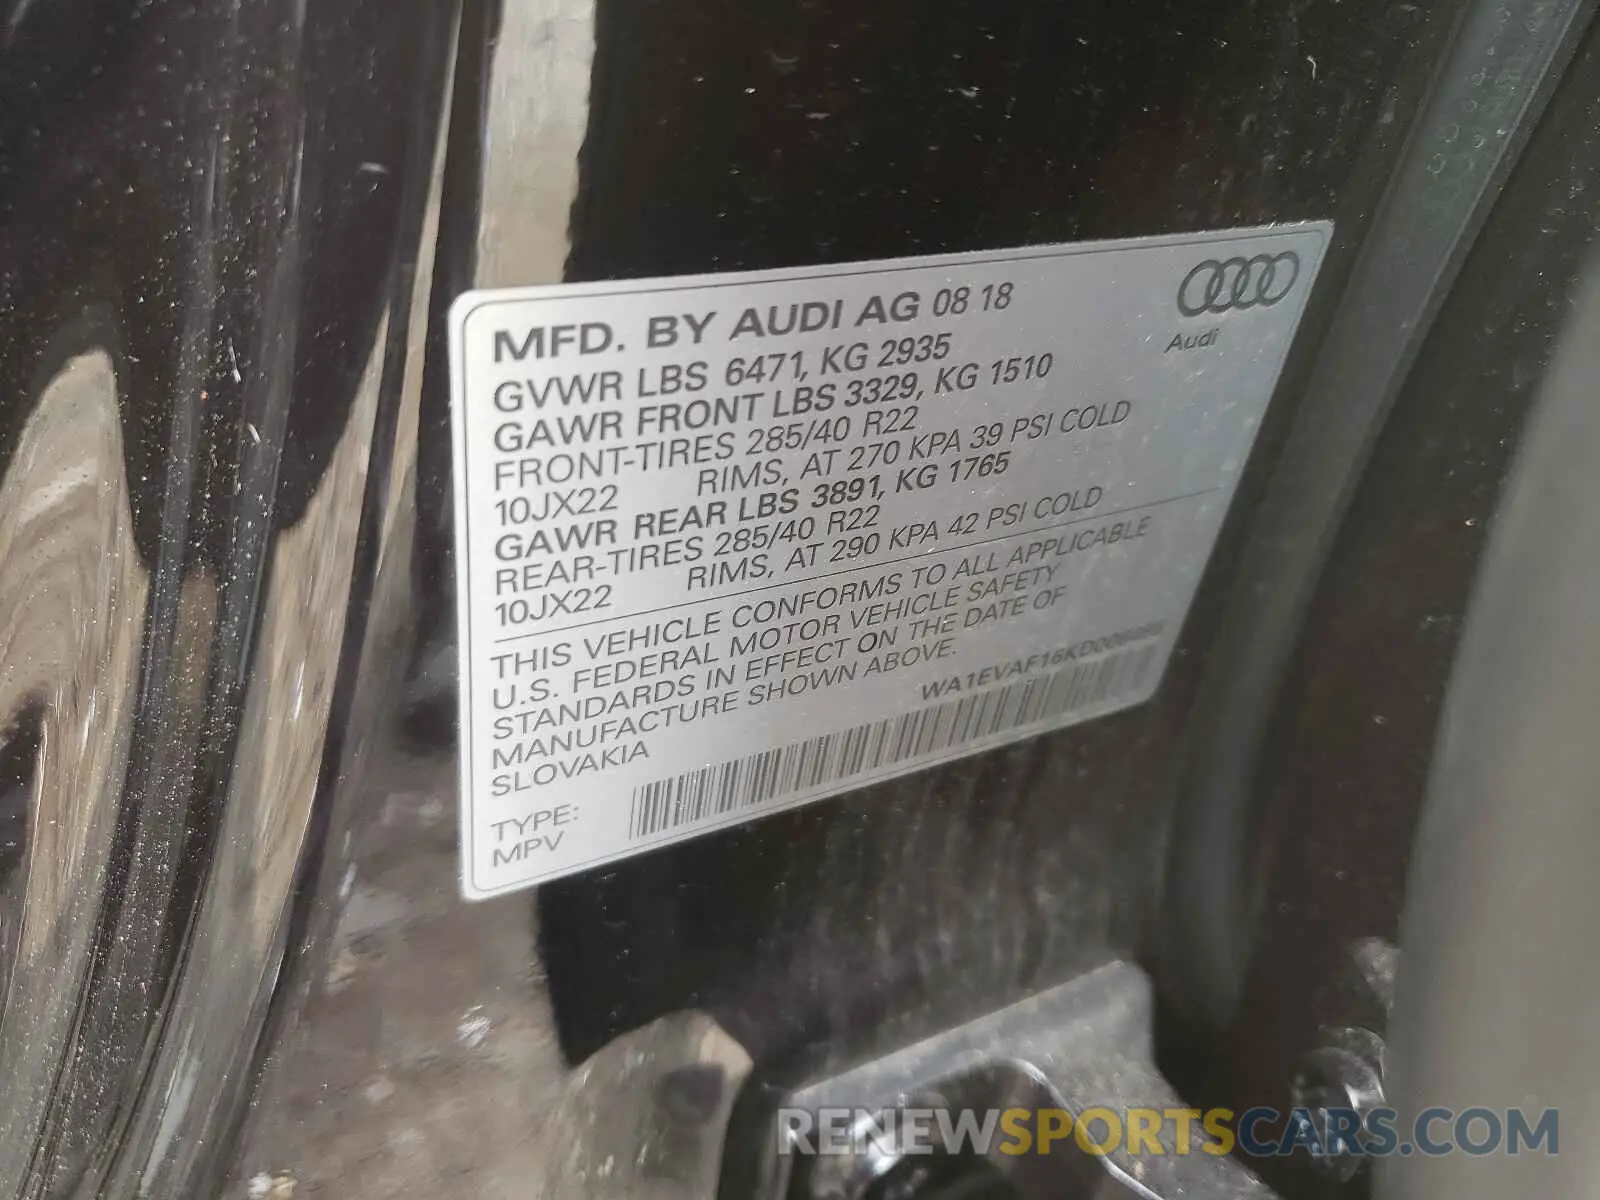 MFD. BY AUDI AG 08 18
Audi
GVWR LBS 6471, KG 2935
GAWR FRONT LBS 3329, KG 1510
FRONT-TIRES 285/40 R22
10JX22 RIMS, AT 270 KPA 39 PSI COLD
GAWR REAR LBS 3891, KG 1765
REAR-TIRES 285/40 R22
10JX22 RIMS, AT 290 KPA 42 PSI COLD
THIS VEHICLE CONFORMS TO ALL APPLICABLE
U.S. FEDERAL MOTOR VEHICLE SAFETY
STANDARDS IN EFFECT ON THE DATE OF
MANUFACTURE SHOWN ABOVE.
SLOVAKIA
TYPE:
MPV
RENEWSPORTSCARS.COM